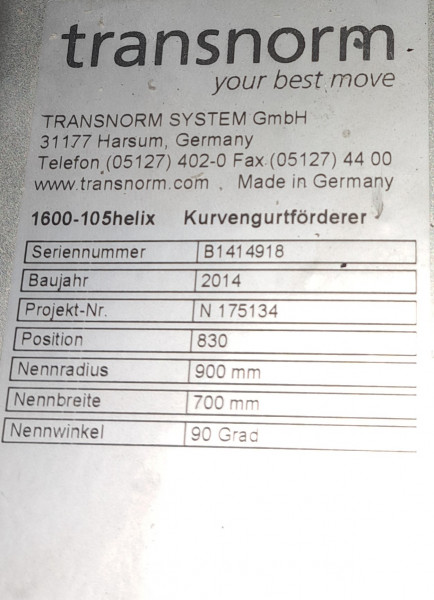 transnorm
your best move
TRANSNORM SYSTEM GmbH
31177 Harsum, Germany
Telefon (05127) 402-0 Fax (05127) 44 00
www.transnorm.com , Made in Germany
1600-105helix Kurvengurtförderer
Seriennummer B1414918
Baujahr 2014
Projekt-Nr. N 175134
Position 830
Nennradius 900 mm
Nennbreite 700 mm
Nennwinkel 90 Grad